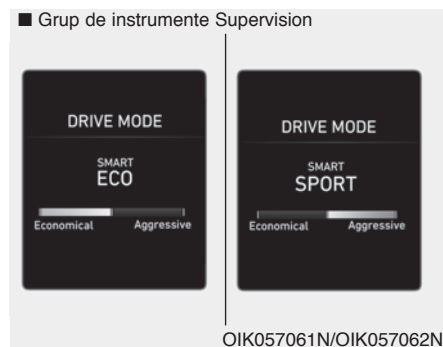 ■ Grup de instrumente Supervision
DRIVE MODE
SMART
ECO
Economical Aggressive
DRIVE MODE
SMART
SPORT
Economical Aggressive
OIK057061N/OIK057062N